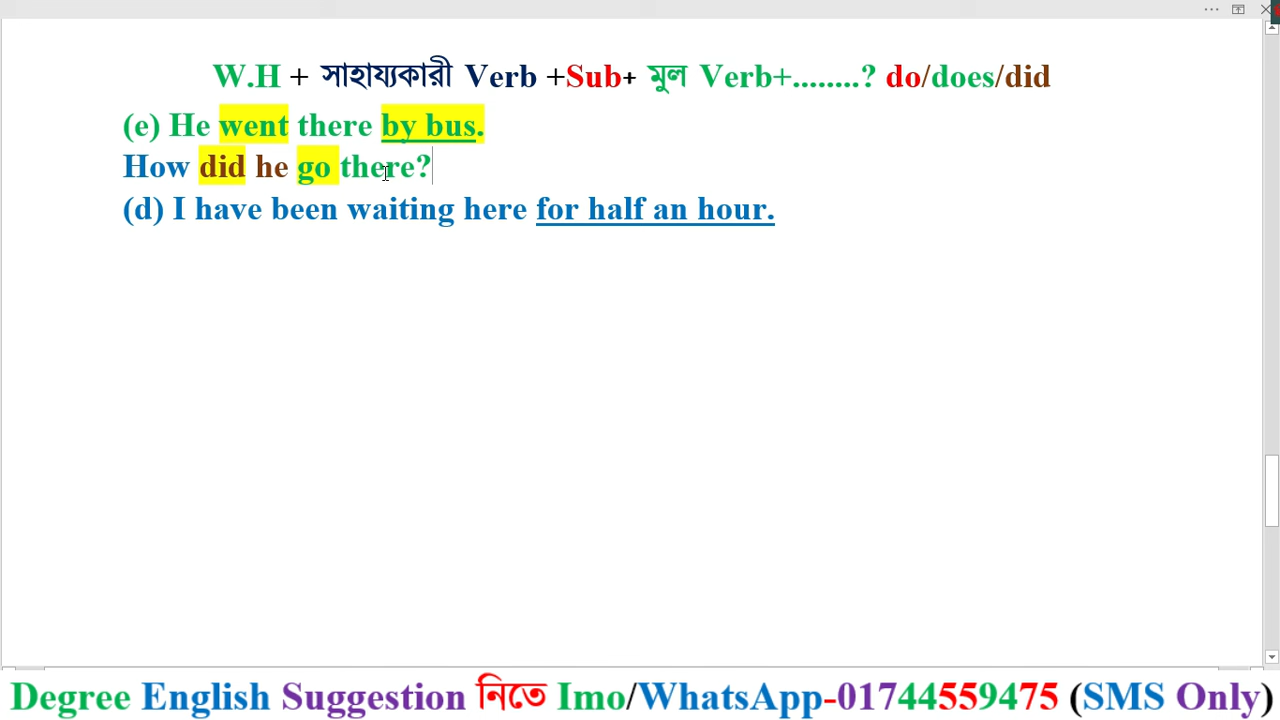 W.H + সাহায্যকারী Verb +Sub+ মুল Verb+........? do/does/did
(e) He went there by bus.
How did he go there?
(d) I have been waiting here for half an hour.
Degree English Suggestion নিতে Imo/WhatsApp-01744559475 (SMS Only)